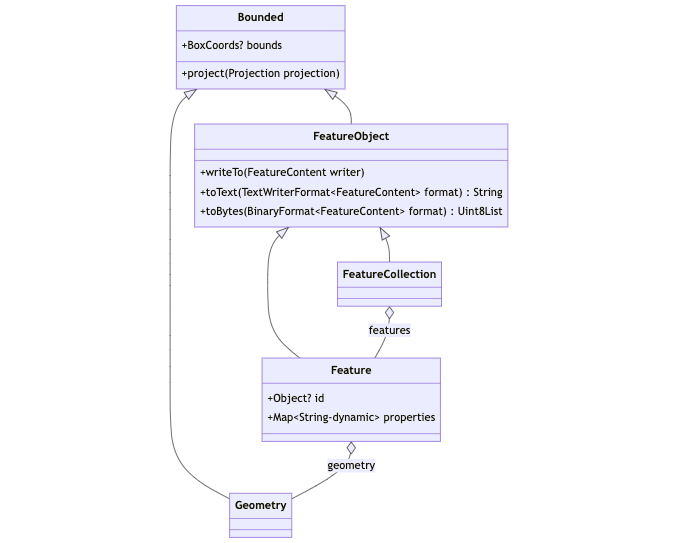 Bounded
+BoxCoords? bounds
+project(Projection projection)
FeatureObject
+writeTo(FeatureContent writer)
+toText(TextWriterFormat<FeatureContent> format) : String
+toBytes(BinaryFormat<FeatureContent> format) : Uint8List
FeatureCollection
features
Feature
+Object? id
+Map<String-dynamic> properties
geometry
Geometry